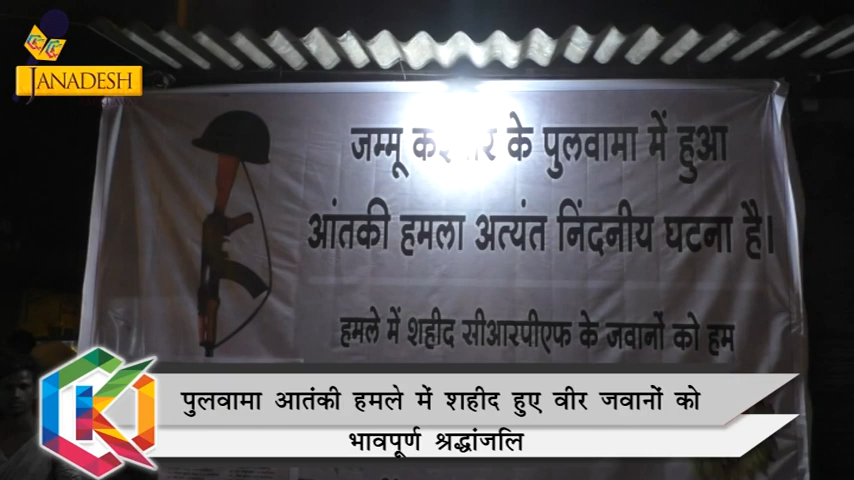 JANADESH
जम्मू के पुलवामा में हुआ
आंतकी हमला अत्यंत निंदनीय घटना है।
हमले में शहीद सीआरपीएफ के जवानों को हम
पुलवामा आतंकी हमले में शहीद हुए वीर जवानों को
भावपूर्ण श्रद्धांजलि